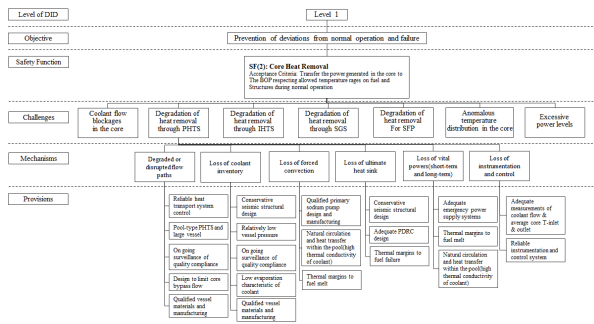 Level of DID
Level 1
Objective
Prevention of deviations from normal operation and failure
Safety Function
SF(2): Core Heat Removal
Acceptance Criteria: Transfer the power generated in the core to
The BOP respecting allowed temperature rages on fuel and
Structures during normal operation
Challenges
Coolant flow
blockages
in the core
Degradation of
heat removal
through PHTS
Degradation of
heat removal
through IHTS
Degradation of
heat removal
through SGS
Degradation of
heat removal
For SFP
Anomalous
temperature
distribution in the core
Excessive
power levels
Mechanisms
Degraded or
disrupted flow
paths
Loss of coolant
inventory
Loss of forced
convection
Loss of ultimate
heat sink
Loss of vital
powers(short-term
and long-term)
Loss of
instrumentation
and control
Provisions
Reliable heat
transport system
control
Pool-type PHTS and
large vessel
On going
surveillance of
quality compliance
Design to limit core
bypass flow
Qualified vessel
materials and
manufacturing
Conservative
seismic structural
design
Relatively low
vessel pressure
On going
surveillance of
quality compliance
Low evaporation
characteristic of
coolant
Qualified vessel
materials and
manufacturing
Qualified primary
sodium pump
design and
manufacturing
Natural circulation
and heat transfer
within the pool(high
thermal conductivity
of coolant)
Thermal margins to
fuel melt
Conservative
seismic structural
design
Adequate PDRC design
Thermal margins to
fuel failure
Adequate
emergency power
supply systems
Thermal margins to
fuel melt
Natural circulation
and heat transfer
within the pool(high
thermal conductivity
of coolant)
Adequate
measurements of
coolant flow &
average core T-inlet
& outlet
Reliable
instrumentation and
control system